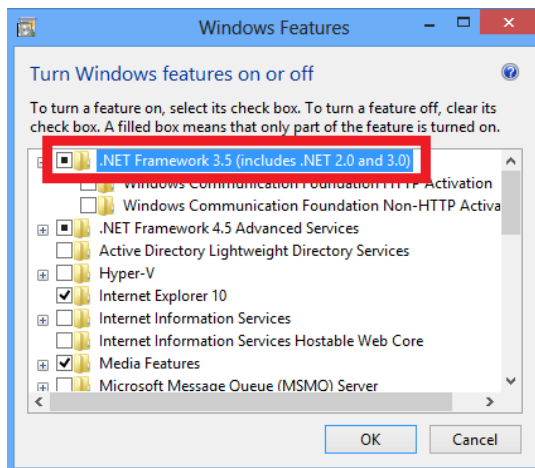 Windows Features
Turn Windows features on or off
To turn a feature on, select its check box. To turn a feature off, clear its
check box. A filled box means that only part of the feature is turned on.
.NET Framework 3.5 (includes .NET 2.0 and 3.0)
Windows Communication Foundation HTTP Activation
Windows Communication Foundation Non-HTTP Activa
.NET Framework 4.5 Advanced Services
Active Directory Lightweight Directory Services
Hyper-V
Internet Explorer 10
Internet Information Services
Internet Information Services Hostable Web Core
Media Features
Microsoft Message Queue (MSMQ) Server
OK Cancel